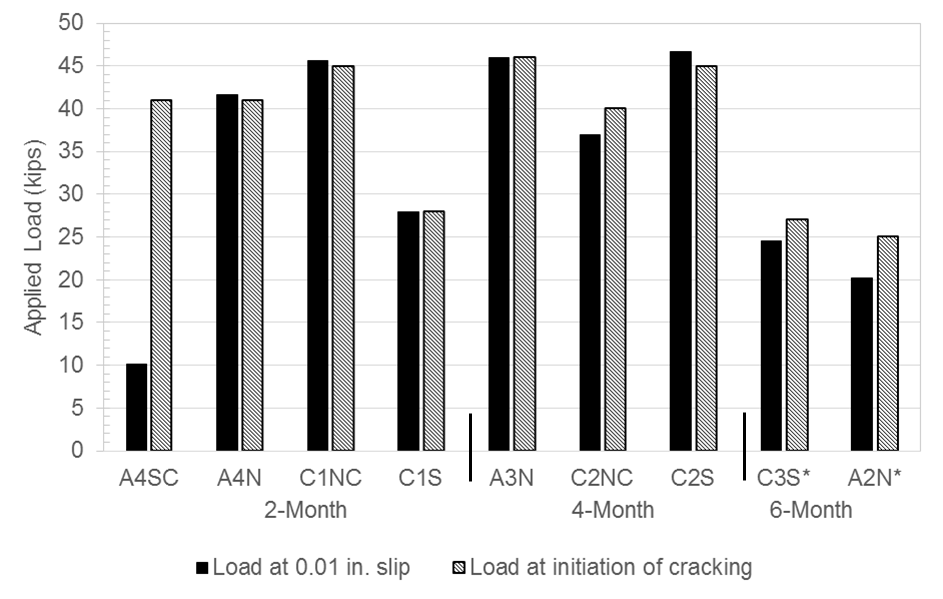 50
45
40
35
30
25
20
15
10
5
0
Applied Load (kips)
A4SC A4N C1NC C1S A3N C2NC C2S C3S* A2N*
2-Month 4-Month 6-Month
Load at 0.01 in. slip Load at initiation of cracking